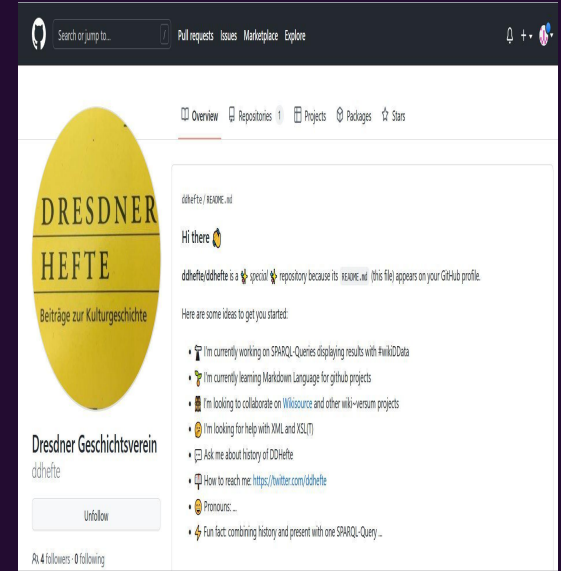 Search or jump to...
/
Pull requests Issues Marketplace Explore
Overview Repositories 1 Projects Packages Stars
DRESDNER
HEFTE
Beiträge zur Kulturgeschichte
Dresdner Geschichtsverein
ddhefte
Unfollow
4 followers · 0 following
ddhefte / README.md
Hi there
ddhefte/ddhefte is a special repository because its README.md (this file) appears on your GitHub profile.
Here are some ideas to get you started:
I'm currently working on SPARQL-Queries displaying results with #wikiDData
I'm currently learning Markdown Language for github projects
I'm looking to collaborate on Wikisource and other wiki~versum projects
I'm looking for help with XML and XSL(T)
Ask me about history of DDHefte
How to reach me: https://twitter.com/ddhefte
Pronouns: ...
Fun fact: combining history and present with one SPARQL-Query ...